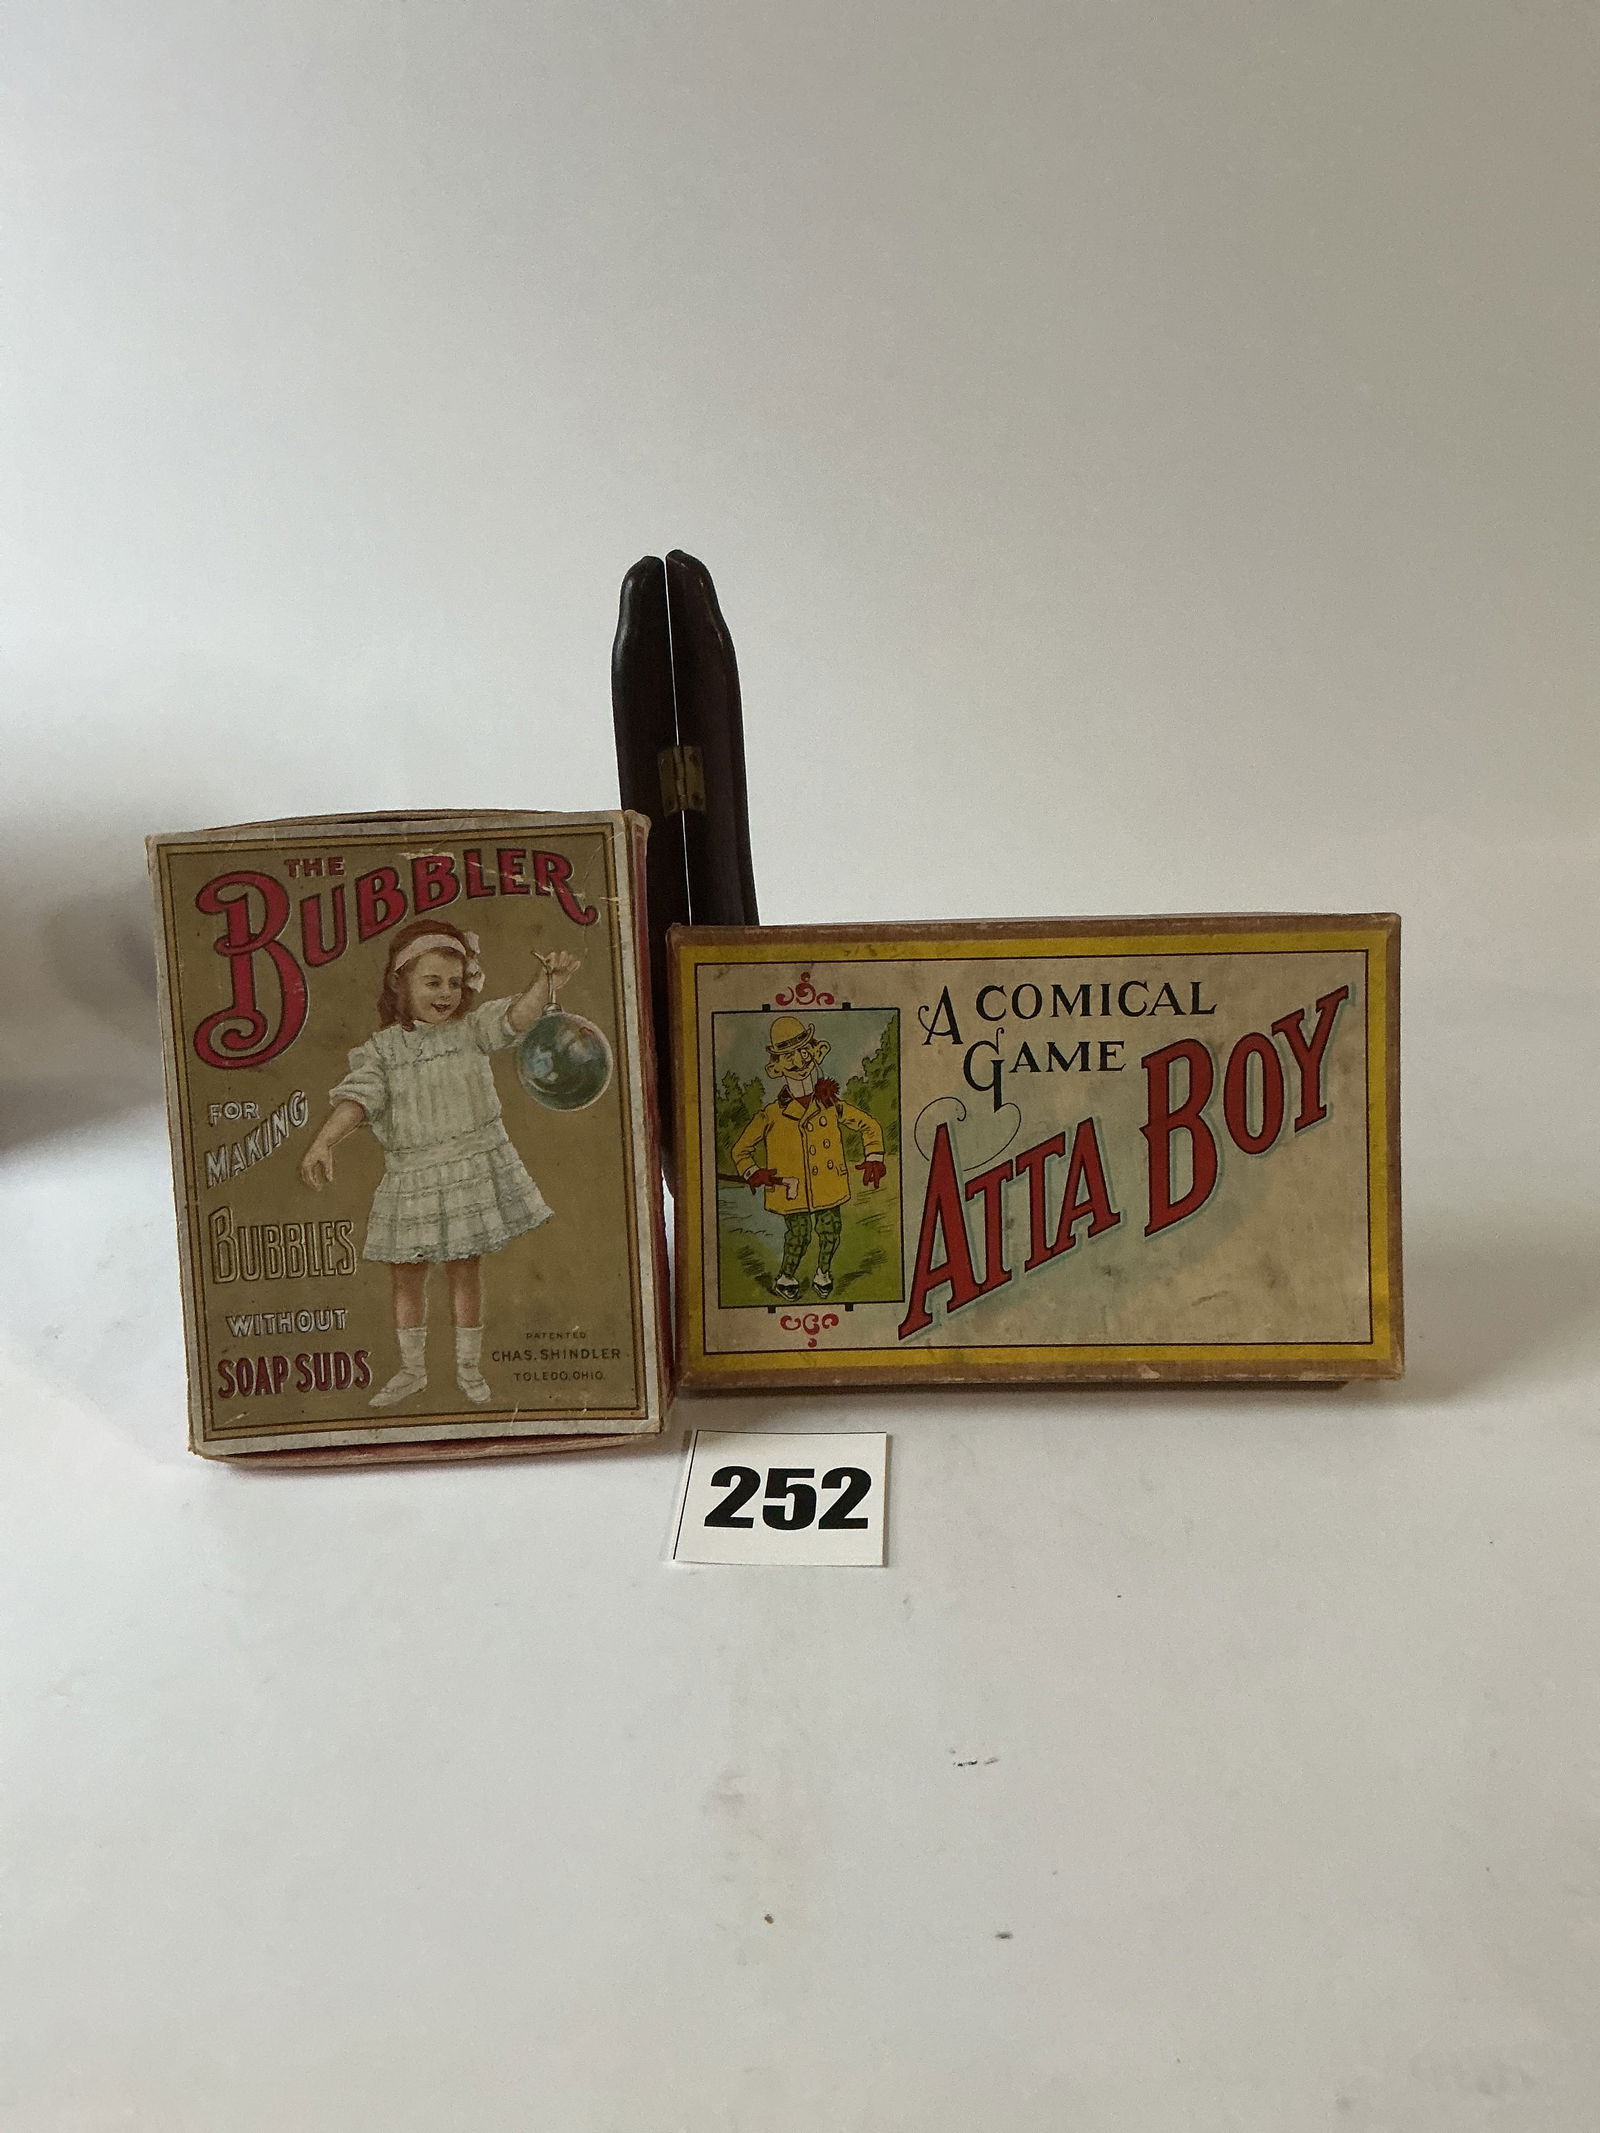 THE
BUBBLER
FOR
MAKING
BUBBLES
WITHOUT
SOAP SUDS
PATENTED
CHAS. SHINDLER
TOLEDO, OHIO.
A COMICAL
GAME
ATTA BOY
252